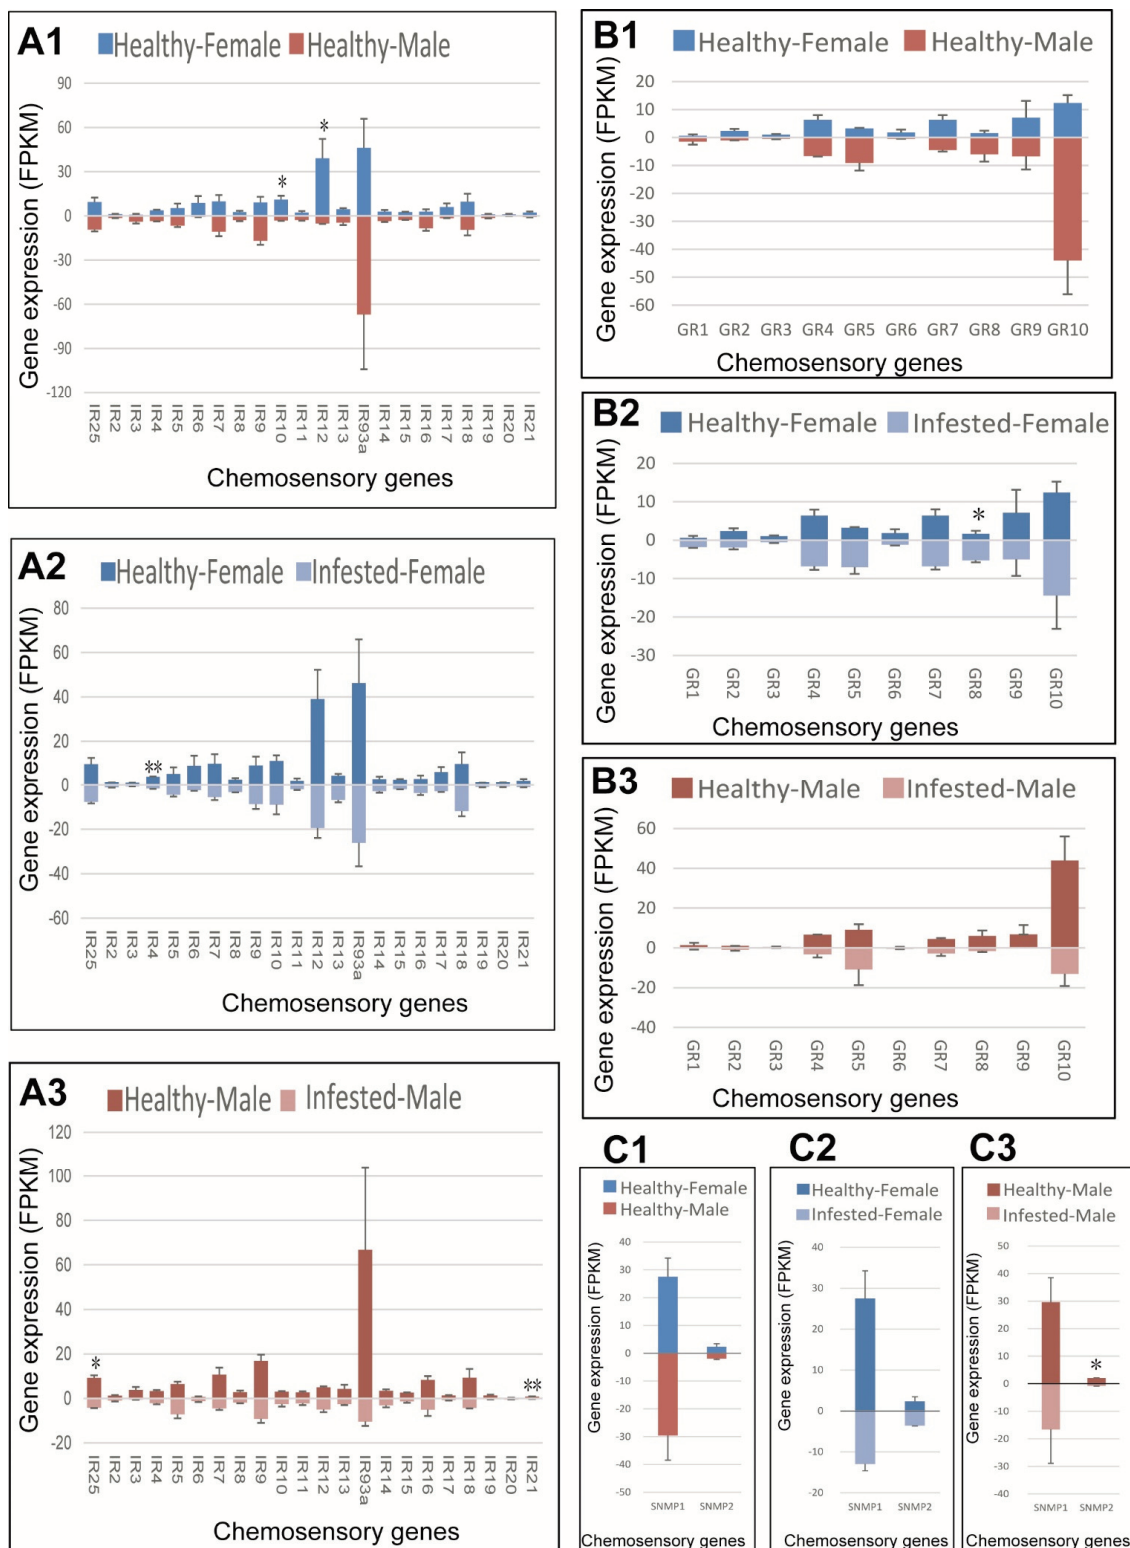 A1
Healthy-Female Healthy-Male
Gene expression (FPKM)
90
60
30
0
-30
-60
-90
-120
IR25 IR2 IR3 IR4 IR5 IR6 IR7 IR8 IR9 IR10 IR11 IR12 IR13 IR93a IR14 IR15 IR16 IR17 IR18 IR19 IR20 IR21
* *
Chemosensory genes
A2
Healthy-Female Infested-Female
Gene expression (FPKM)
80
60
40
20
0
-20
-40
-60
**
IR25 IR2 IR3 IR4 IR5 IR6 IR7 IR8 IR9 IR10 IR11 IR12 IR13 IR93a IR14 IR15 IR16 IR17 IR18 IR19 IR20 IR21
Chemosensory genes
A3
Healthy-Male Infested-Male
Gene expression (FPKM)
120
100
80
60
40
20
0
-20
* **
IR25 IR2 IR3 IR4 IR5 IR6 IR7 IR8 IR9 IR10 IR11 IR12 IR13 IR93a IR14 IR15 IR16 IR17 IR18 IR19 IR20 IR21
Chemosensory genes
B1
Healthy-Female Healthy-Male
Gene expression (FPKM)
20
10
0
-10
-20
-30
-40
-50
-60
GR1 GR2 GR3 GR4 GR5 GR6 GR7 GR8 GR9 GR10
Chemosensory genes
B2
Healthy-Female Infested-Female
Gene expression (FPKM)
20
10
0
-10
-20
-30
*
GR1 GR2 GR3 GR4 GR5 GR6 GR7 GR8 GR9 GR10
Chemosensory genes
B3
Healthy-Male Infested-Male
Gene expression (FPKM)
60
40
20
0
-20
-40
GR1 GR2 GR3 GR4 GR5 GR6 GR7 GR8 GR9 GR10
Chemosensory genes
C1
Healthy-Female
Healthy-Male
Gene expression (FPKM)
40
30
20
10
0
-10
-20
-30
-40
-50
SNMP1 SNMP2
Chemosensory genes
C2
Healthy-Female
Infested-Female
Gene expression (FPKM)
40
30
20
10
0
-10
-20
SNMP1 SNMP2
Chemosensory genes
C3
Healthy-Male
Infested-Male
Gene expression (FPKM)
50
40
30
20
10
0
-10
-20
-30
-40
*
SNMP1 SNMP2
Chemosensory genes